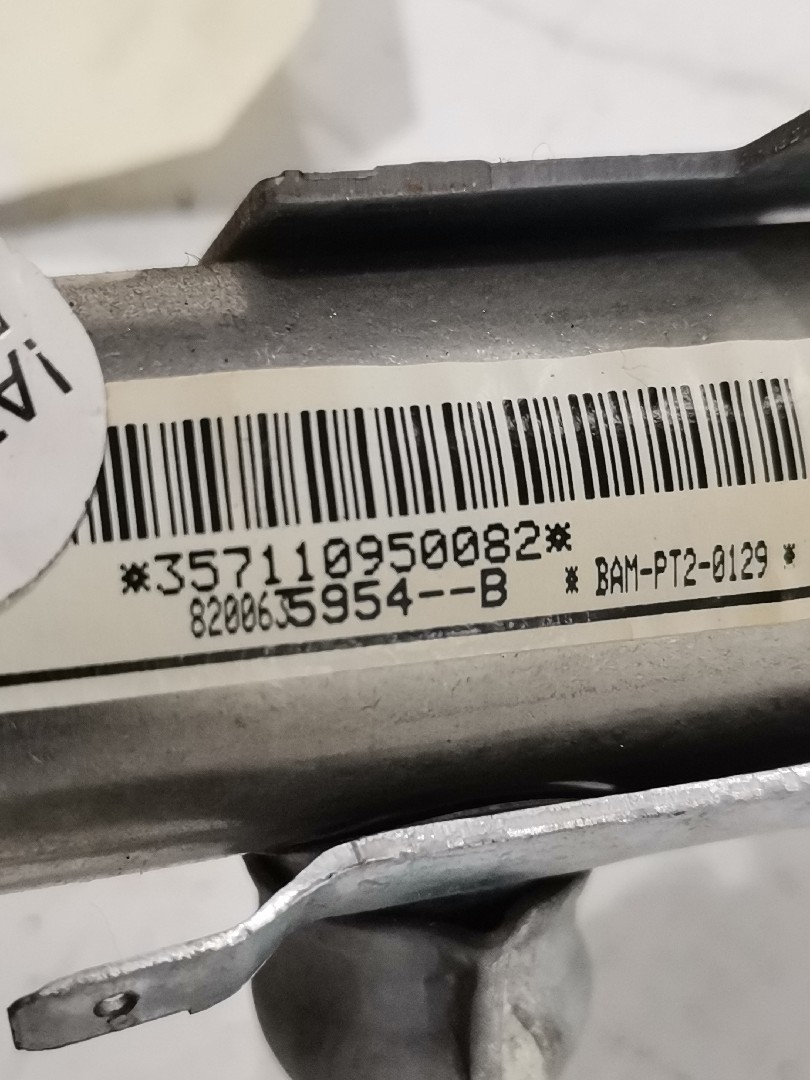 *357110950082*
8200635954--B
* BAM-PT2-0129 *